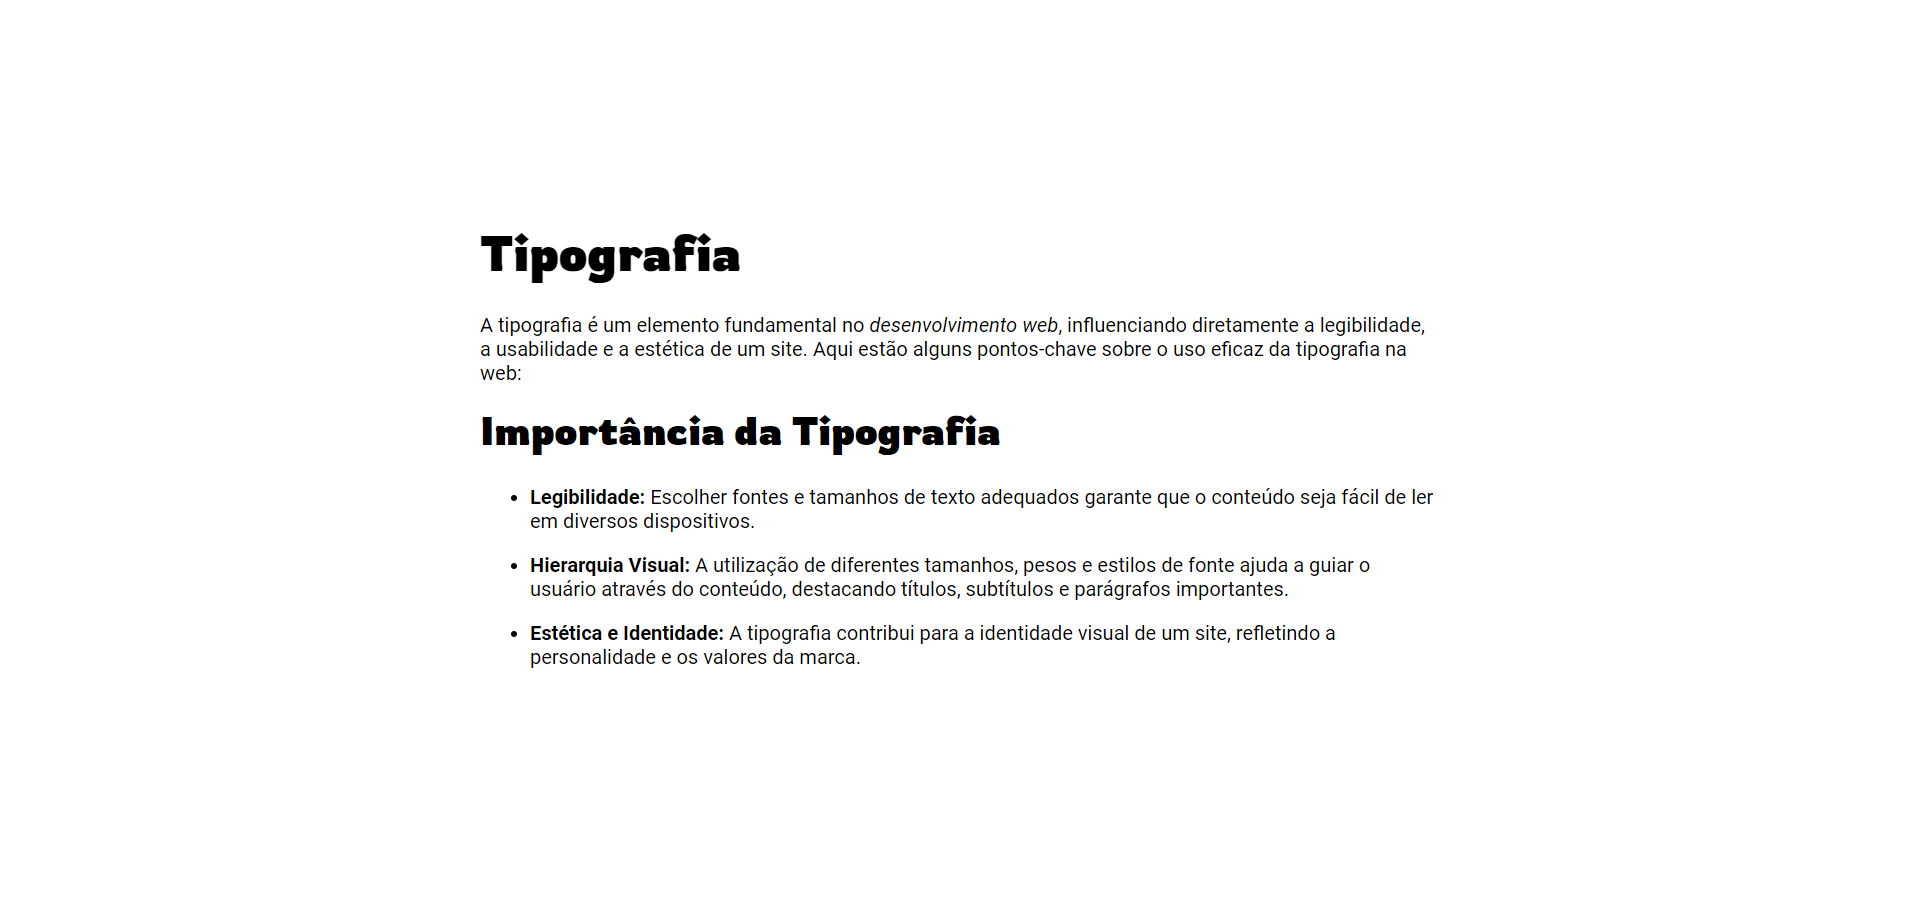 Tipografia
A tipografia é um elemento fundamental no desenvolvimento web, influenciando diretamente a legibilidade,
a usabilidade e a estética de um site. Aqui estão alguns pontos-chave sobre o uso eficaz da tipografia na
web:
Importância da Tipografia
• Legibilidade: Escolher fontes e tamanhos de texto adequados garante que o conteúdo seja fácil de ler
em diversos dispositivos.
• Hierarquia Visual: A utilização de diferentes tamanhos, pesos e estilos de fonte ajuda a guiar o
usuário através do conteúdo, destacando títulos, subtítulos e parágrafos importantes.
• Estética e Identidade: A tipografia contribui para a identidade visual de um site, refletindo a
personalidade e os valores da marca.